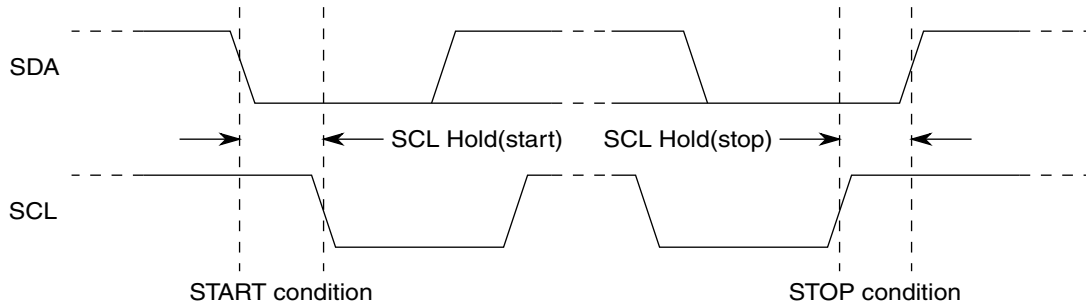 SDA
SCL Hold(start)
SCL Hold(stop)
SCL
START condition
STOP condition